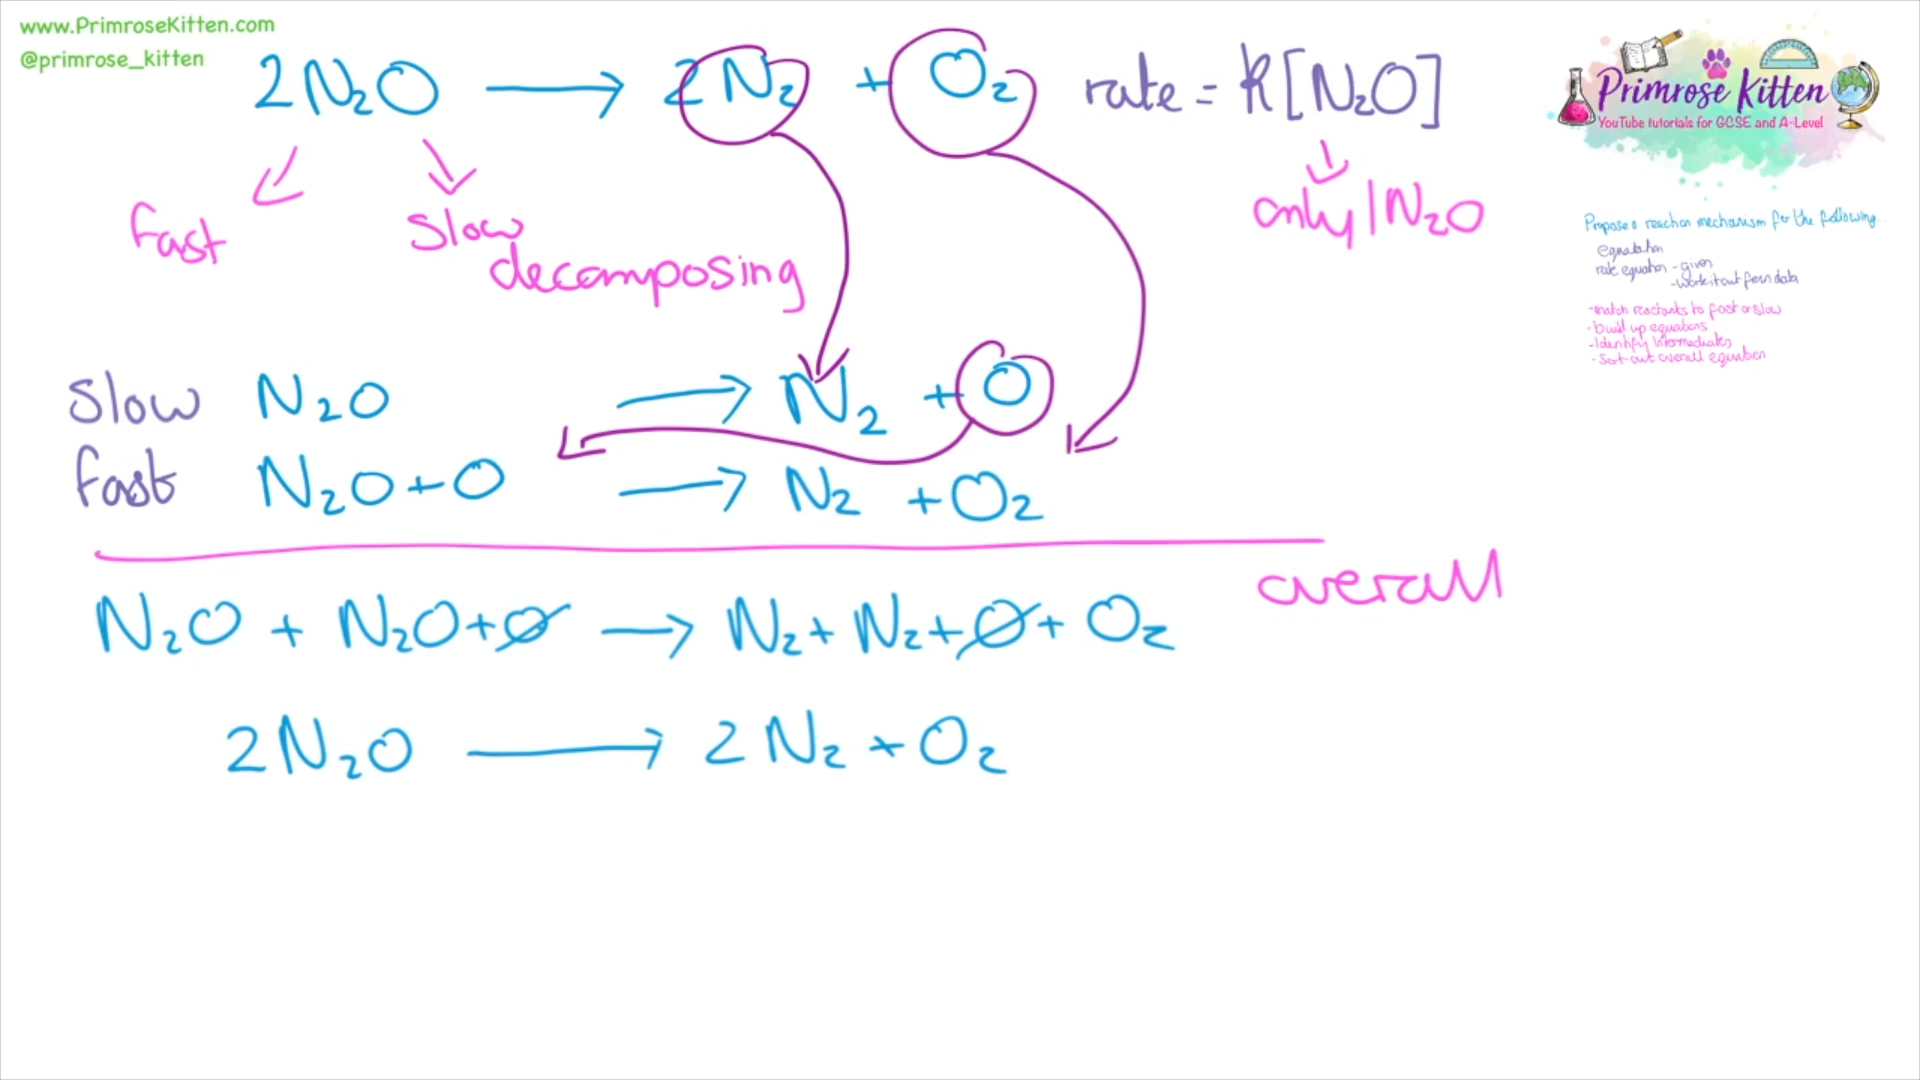 www.PrimroseKitten.com
@primrose_kitten
2N₂O → 2N₂ + O₂ rate = k[N₂O]
Primrose Kitten
YouTube tutorials for GCSE and A-Level
fast
slow
decomposing
only 1N₂O
Propose a reaction mechanism for the following..
equatation
rate equation - given
- work it out from data
- match reactants to fast or slow
- build up equations
- Identify Intermediates
- Sort out overall equation
slow N₂O → N₂ + O
fast N₂O + O → N₂ + O₂
overall
N₂O + N₂O + O → N₂ + N₂ + O + O₂
2N₂O → 2N₂ + O₂